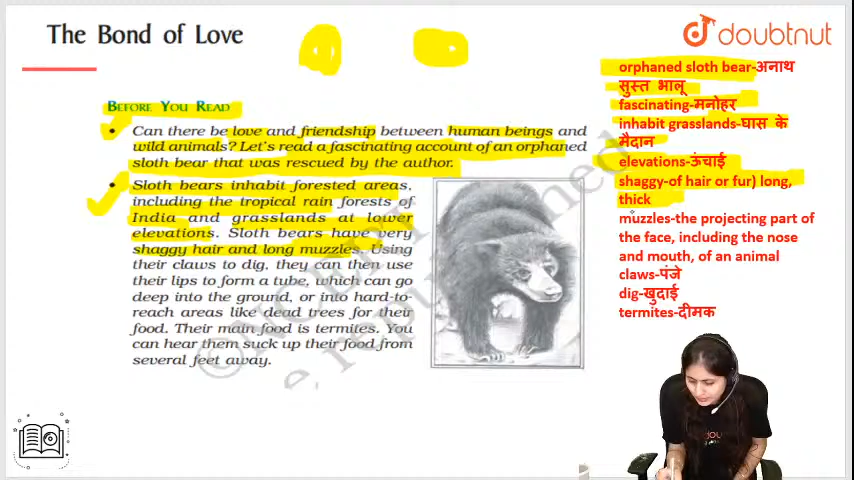 The Bond of Love
doubtnut
BEFORE YOU READ
• Can there be love and friendship between human beings and
wild animals? Let's read a fascinating account of an orphaned
sloth bear that was rescued by the author.
• Sloth bears inhabit forested areas,
including the tropical rain forests of
India and grasslands at lower
elevations. Sloth bears have very
shaggy hair and long muzzles. Using
their claws to dig, they can then use
their lips to form a tube, which can go
deep into the ground, or into hard-to-
reach areas like dead trees for their
food. Their main food is termites. You
can hear them suck up their food from
several feet away.
orphaned sloth bear-अनाथ
सुस्त भालू
fascinating-मनोहर
inhabit grasslands-घास के
मैदान
elevations-ऊंचाई
shaggy-of hair or fur) long,
thick
muzzles-the projecting part of
the face, including the nose
and mouth, of an animal
claws-पंजे
dig-खुदाई
termites-दीमक